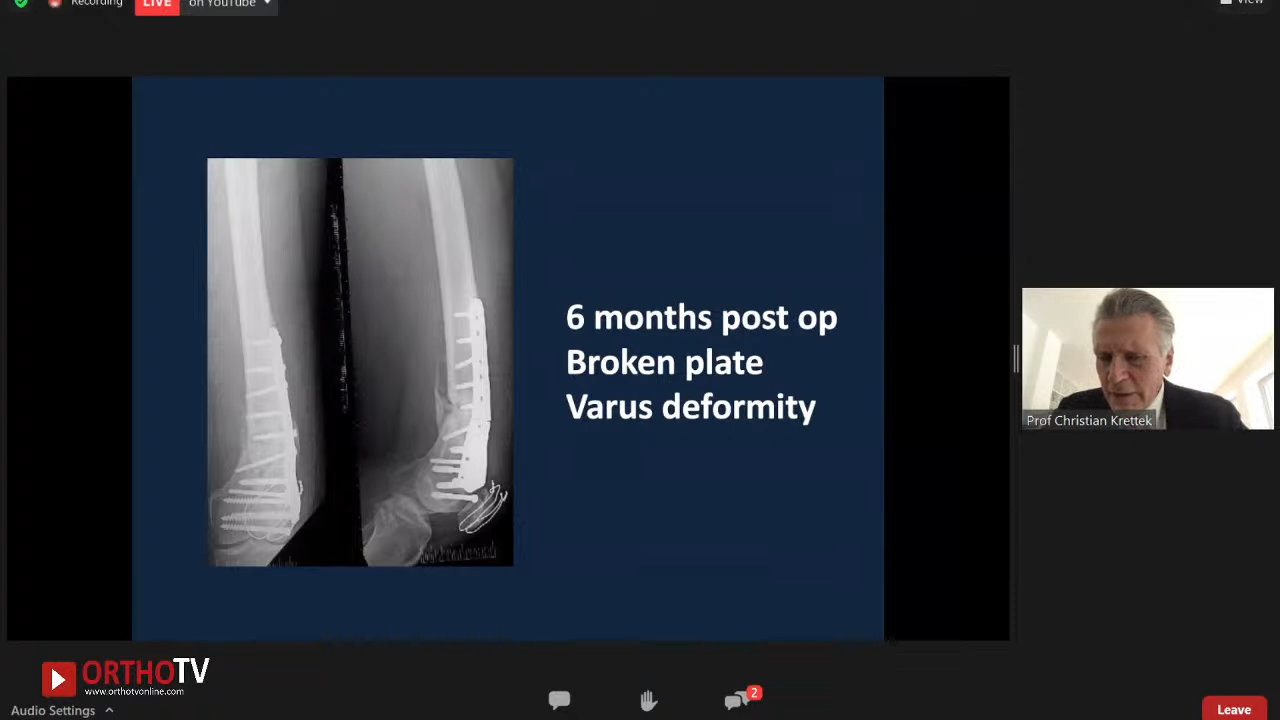 Recording
LIVE
on YouTube
View
6 months post op
Broken plate
Varus deformity
Prof Christian Krettek
ORTHOTV
www.orthotvonline.com
2
Audio Settings
Leave